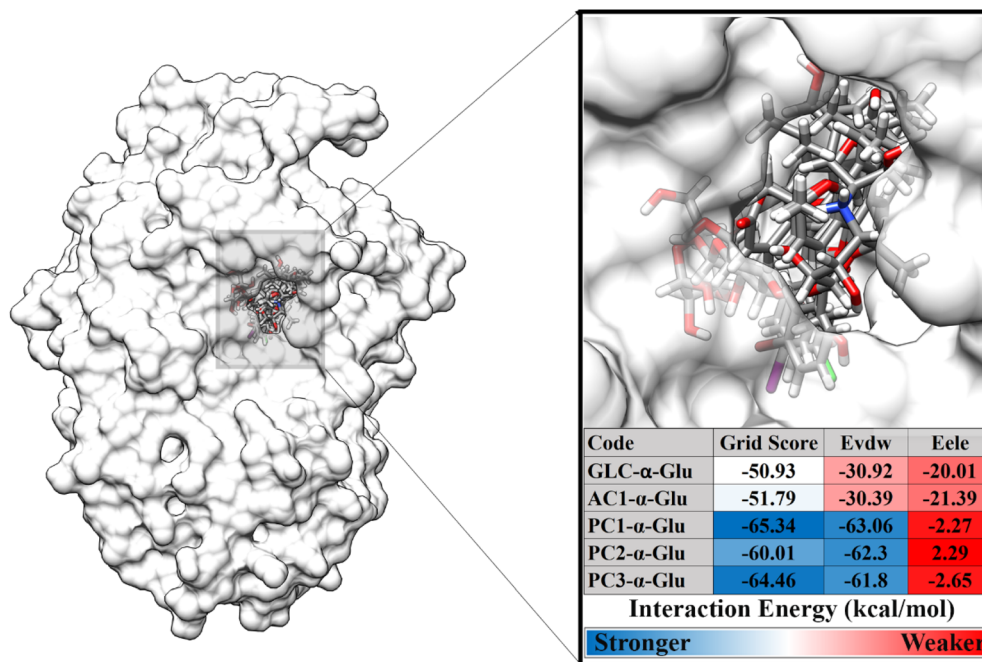 Code Grid Score Evdw Eele
GLC-α-Glu -50.93 -30.92 -20.01
AC1-α-Glu -51.79 -30.39 -21.39
PC1-α-Glu -65.34 -63.06 -2.27
PC2-α-Glu -60.01 -62.3 2.29
PC3-α-Glu -64.46 -61.8 -2.65
Interaction Energy (kcal/mol)
Stronger Weaker